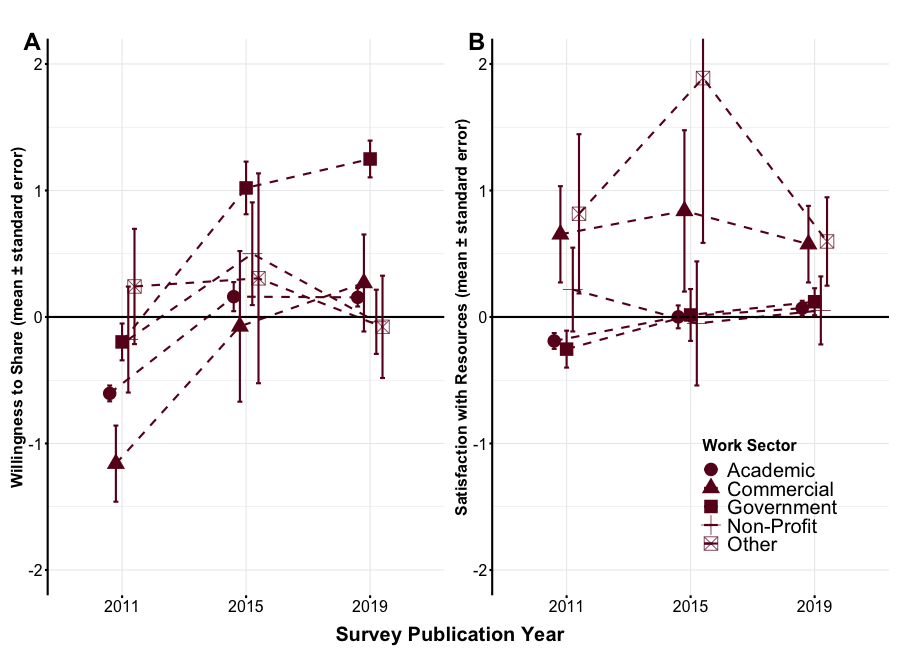 A
Willingness to Share (mean ± standard error)
2
1
0
-1
-2
2011 2015 2019
B
Satisfaction with Resources (mean ± standard error)
2
1
0
-1
-2
Work Sector
Academic
Commercial
Government
Non-Profit
Other
2011 2015 2019
Survey Publication Year